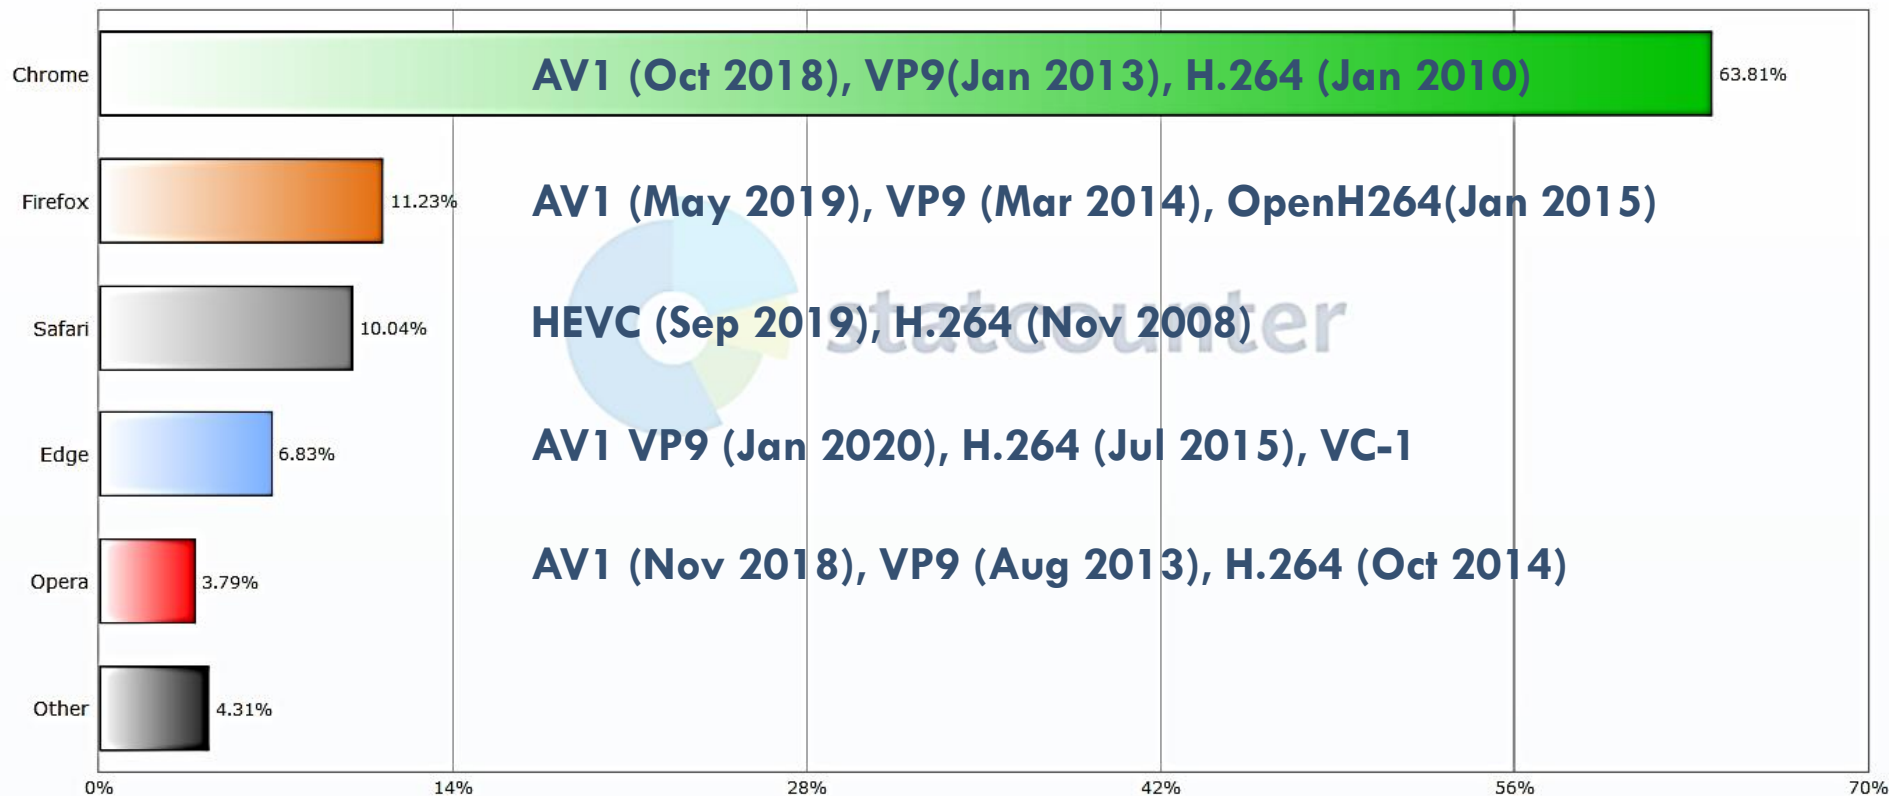 Chrome AV1 (Oct 2018), VP9(Jan 2013), H.264 (Jan 2010) 63.81%
Firefox 11.23% AV1 (May 2019), VP9 (Mar 2014), OpenH264(Jan 2015)
Safari 10.04% HEVC (Sep 2019), H.264 (Nov 2008)
statcounter
Edge 6.83% AV1 VP9 (Jan 2020), H.264 (Jul 2015), VC-1
Opera 3.79% AV1 (Nov 2018), VP9 (Aug 2013), H.264 (Oct 2014)
Other 4.31%
0% 14% 28% 42% 56% 70%